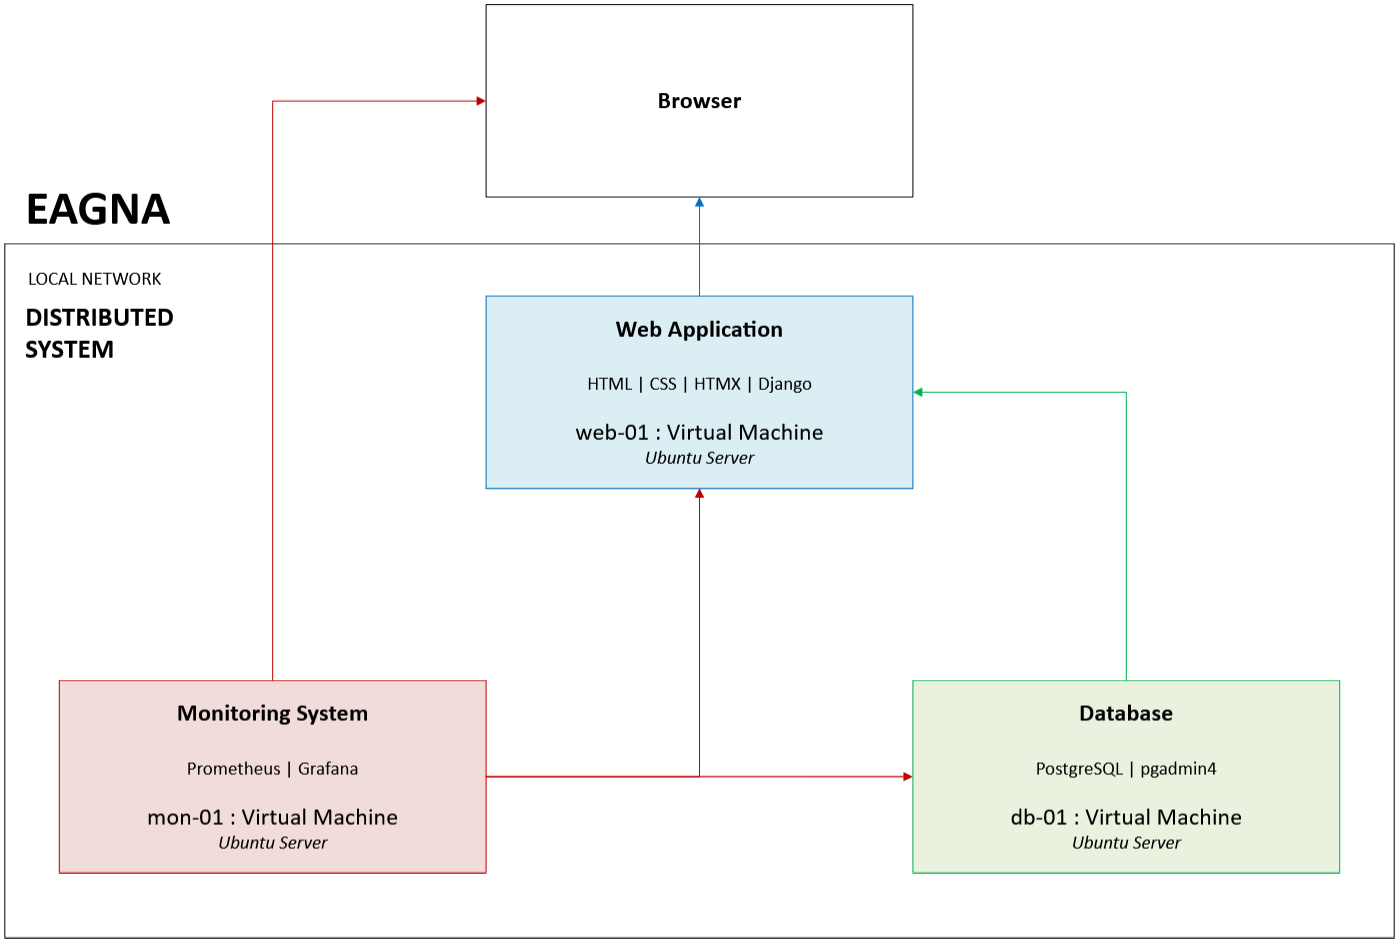 Browser
EAGNA
LOCAL NETWORK
DISTRIBUTED
SYSTEM
Web Application
HTML | CSS | HTMX | Django
web-01 : Virtual Machine
Ubuntu Server
Monitoring System
Prometheus | Grafana
mon-01 : Virtual Machine
Ubuntu Server
Database
PostgreSQL | pgadmin4
db-01 : Virtual Machine
Ubuntu Server